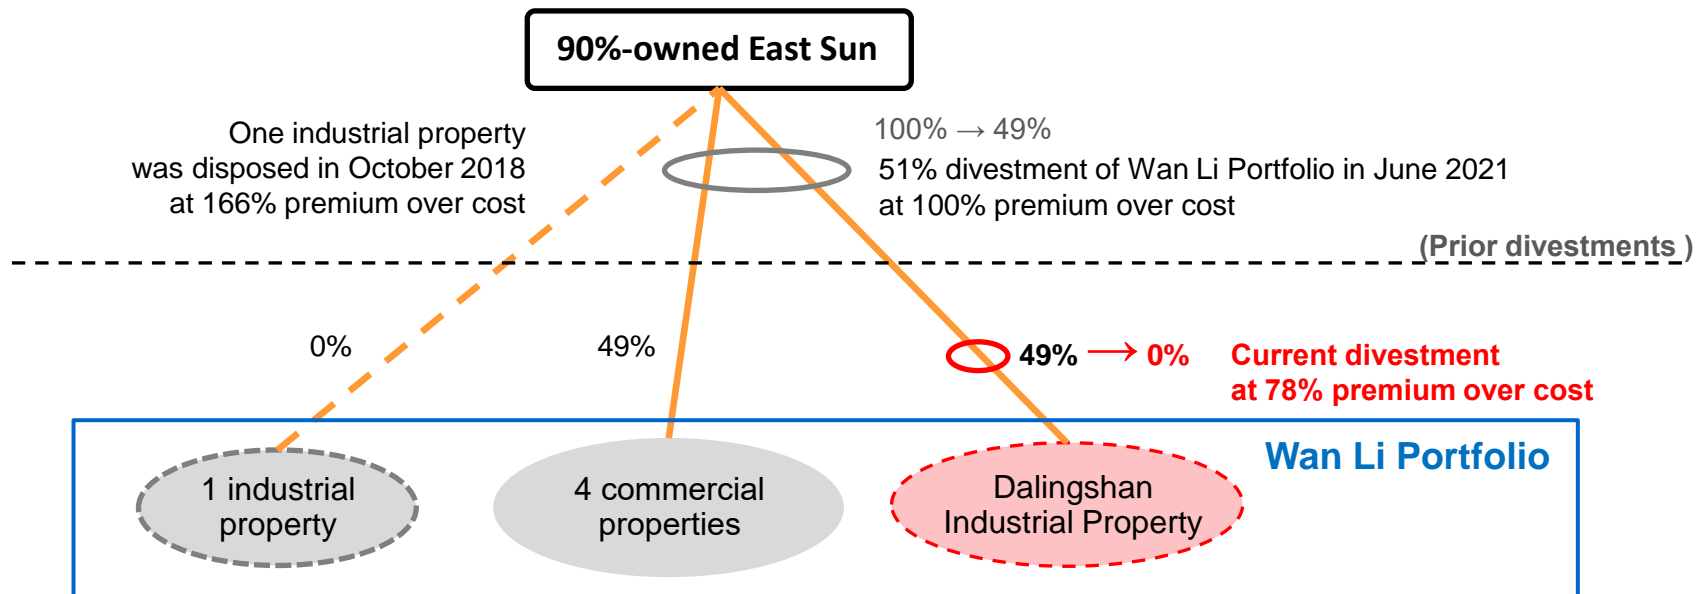 90%-owned East Sun
One industrial property
was disposed in October 2018
at 166% premium over cost
100% → 49%
51% divestment of Wan Li Portfolio in June 2021
at 100% premium over cost
(Prior divestments )
0%
49%
49% → 0%
Current divestment
at 78% premium over cost
Wan Li Portfolio
1 industrial
property
4 commercial
properties
Dalingshan
Industrial Property